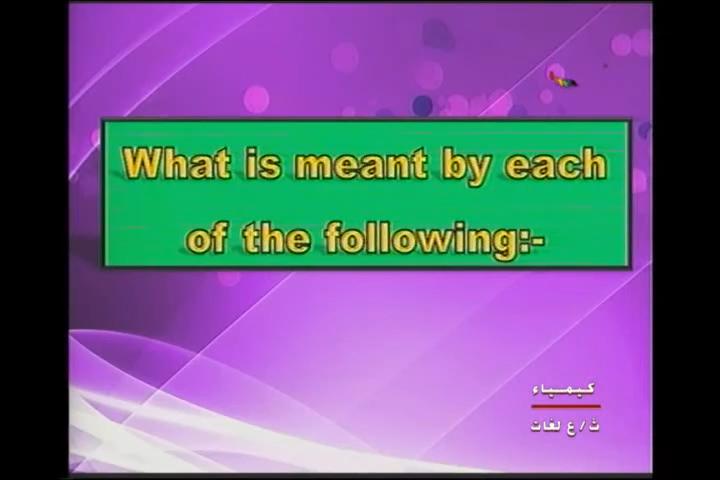 What is meant by each
of the following:-
كيمياء
ث/ع لغات